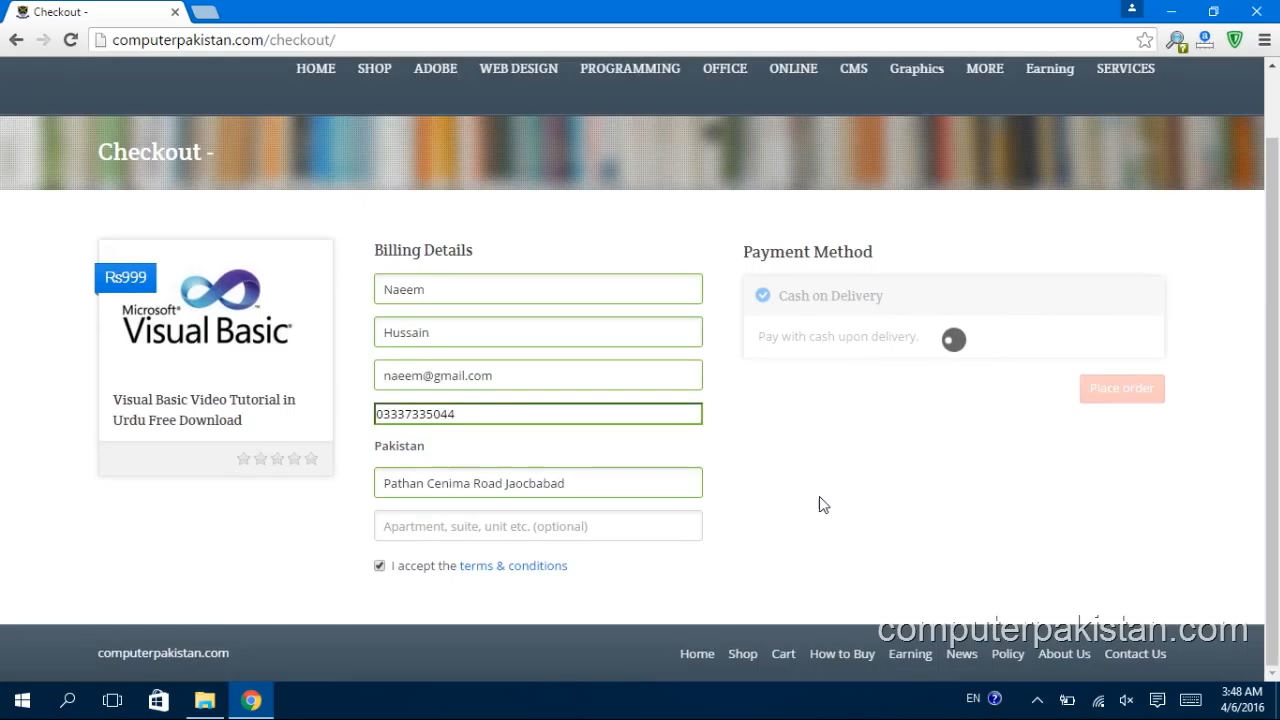 Checkout -
computerpakistan.com/checkout/
HOME SHOP ADOBE WEB DESIGN PROGRAMMING OFFICE ONLINE CMS Graphics MORE Earning SERVICES
Checkout -
Rs999
Microsoft®
Visual Basic
Visual Basic Video Tutorial in
Urdu Free Download
Billing Details
Naeem
Hussain
naeem@gmail.com
03337335044
Pakistan
Pathan Cenima Road Jaocbabad
Apartment, suite, unit etc. (optional)
I accept the terms & conditions
Payment Method
Cash on Delivery
Pay with cash upon delivery.
Place order
computerpakistan.com
computerpakistan.com
Home Shop Cart How to Buy Earning News Policy About Us Contact Us
EN
3:48 AM
4/6/2016